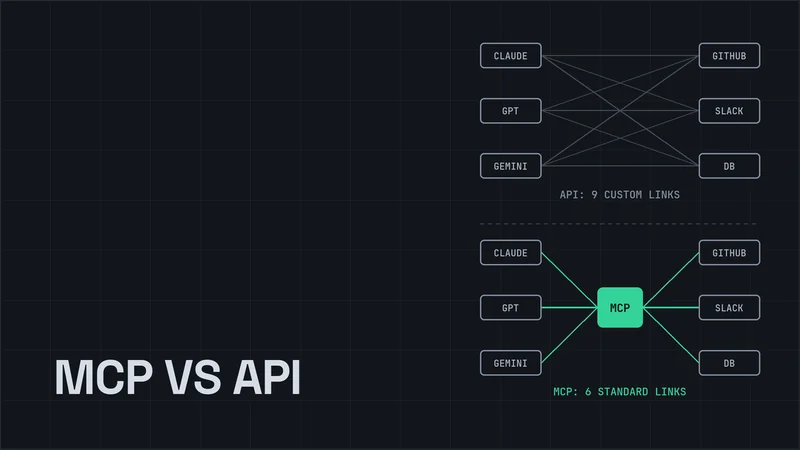 CLAUDE
GITHUB
GPT
SLACK
GEMINI
DB
API: 9 CUSTOM LINKS
CLAUDE
GITHUB
GPT
MCP
SLACK
GEMINI
DB
MCP: 6 STANDARD LINKS
MCP VS API